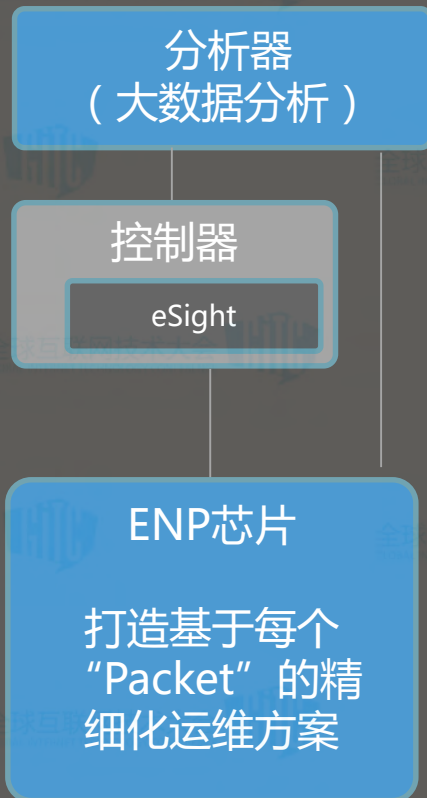 分析器
（大数据分析）
控制器
eSight
ENP芯片
打造基于每个
“Packet”的精
细化运维方案